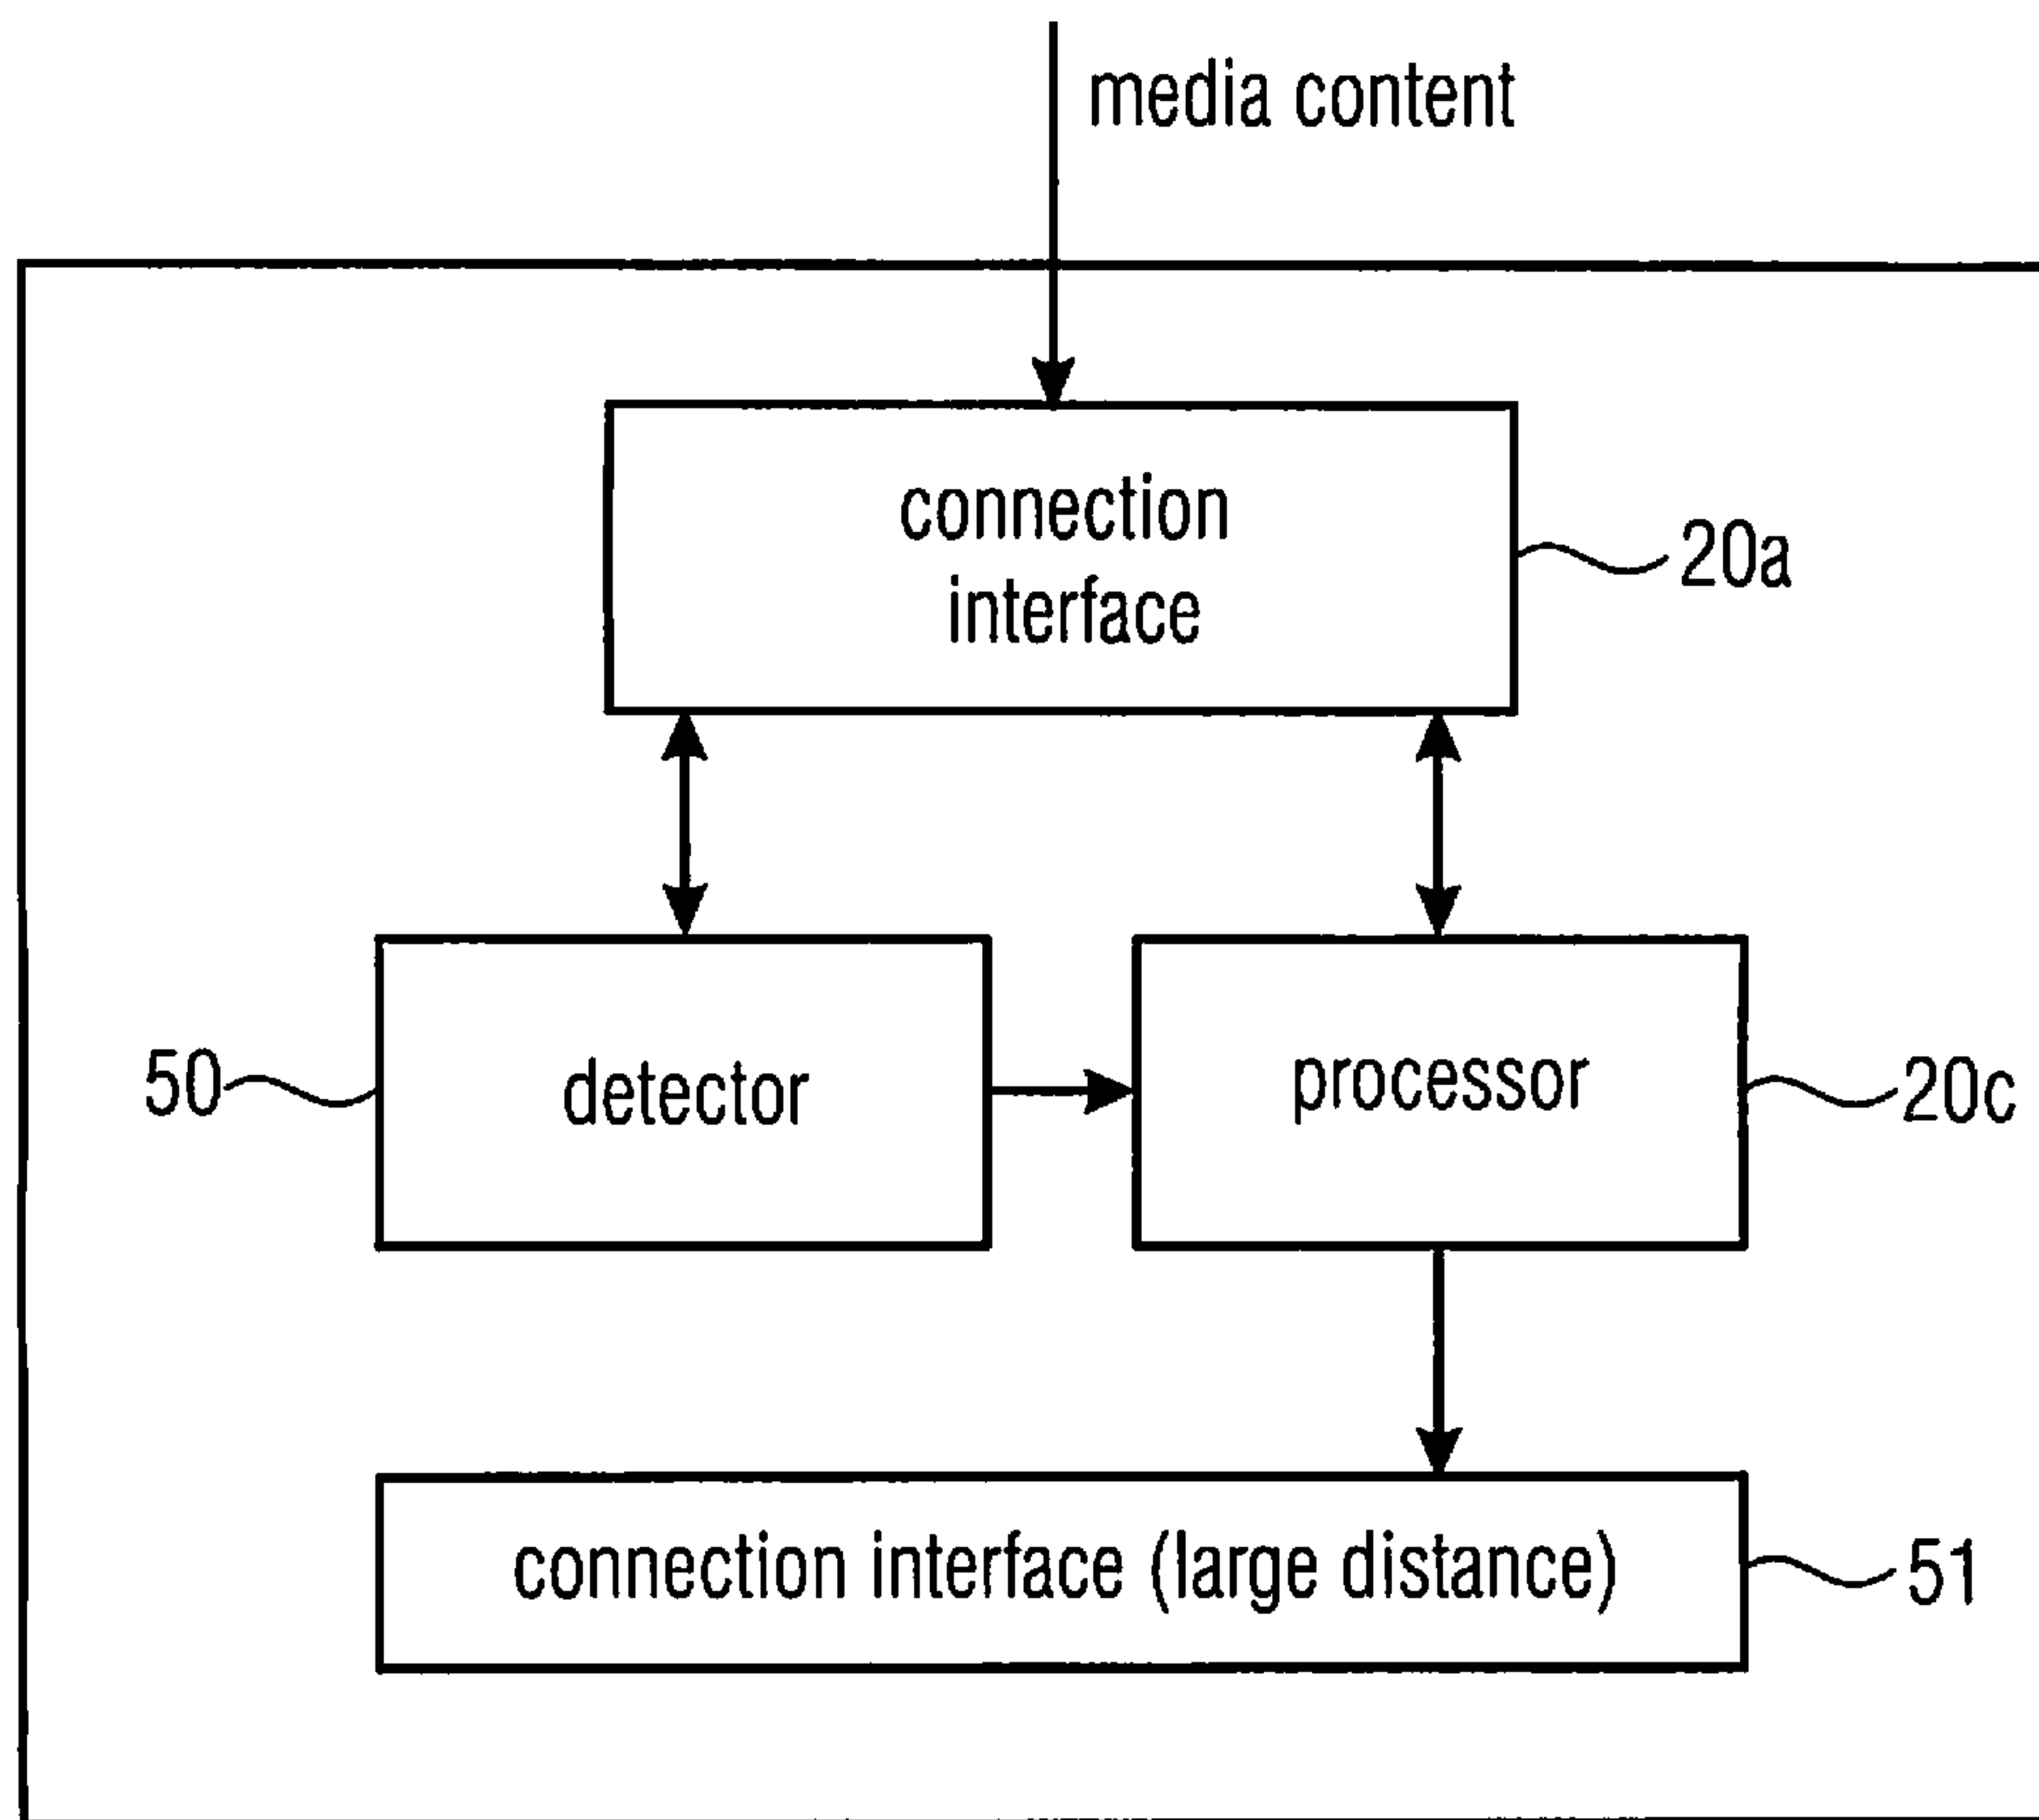 media content
connection
interface
20a
50
detector
processor
20c
connection interface (large distance)
51